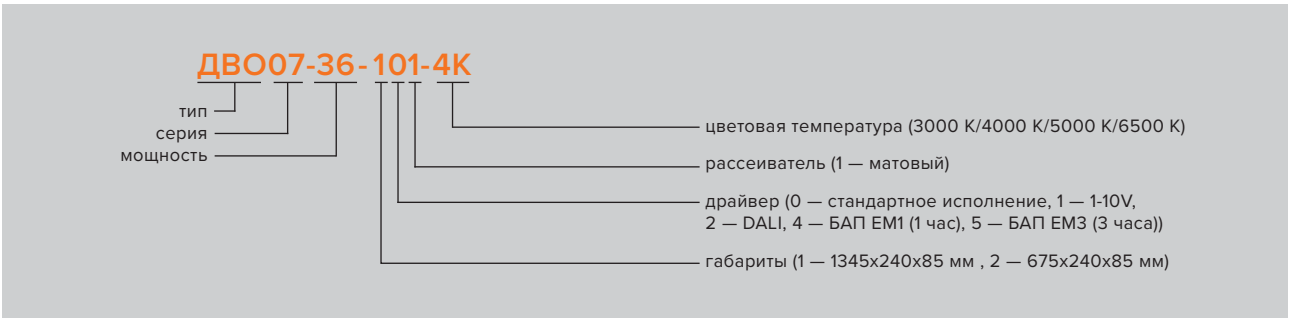 ДВО07-36-101-4К
тип
серия
мощность
цветовая температура (3000 К/4000 К/5000 К/6500 К)
рассеиватель (1 — матовый)
драйвер (0 — стандартное исполнение, 1 — 1-10V,
2 — DALI, 4 — БАП ЕМ1 (1 час), 5 — БАП ЕМ3 (3 часа))
габариты (1 — 1345х240х85 мм , 2 — 675х240х85 мм)